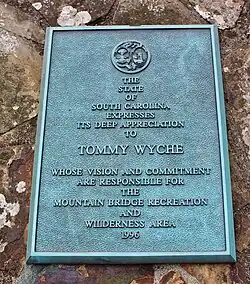 THE
STATE
OF
SOUTH CAROLINA
EXPRESSES
ITS DEEP APPRECIATION
TO
TOMMY WYCHE
WHOSE VISION AND COMMITMENT
ARE RESPONSIBLE FOR
THE
MOUNTAIN BRIDGE RECREATION
AND
WILDERNESS AREA
1996